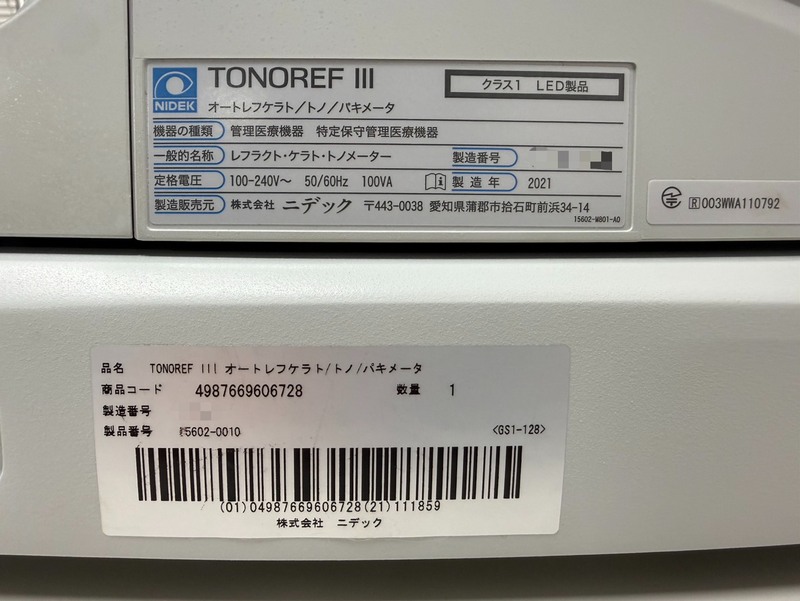 NIDEK
TONOREF III
クラス1 LED製品
オートレフケラト/トノ/パキメータ
機器の種類 管理医療機器 特定保守管理医療機器
一般的名称 レフラクト・ケラト・トノメーター 製造番号
定格電圧 100-240V〜 50/60Hz 100VA 製造年 2021
製造販売元 株式会社 ニデック 〒443-0038 愛知県蒲郡市拾石町前浜34-14
15602-M801-A0
R 003WWA110792
品名 TONOREF III オートレフケラト/トノ/パキメータ
商品コード 4987669606728 数量 1
製造番号
製品番号 15602-0010 <GS1-128>
(01)04987669606728(21)111859
株式会社 ニデック